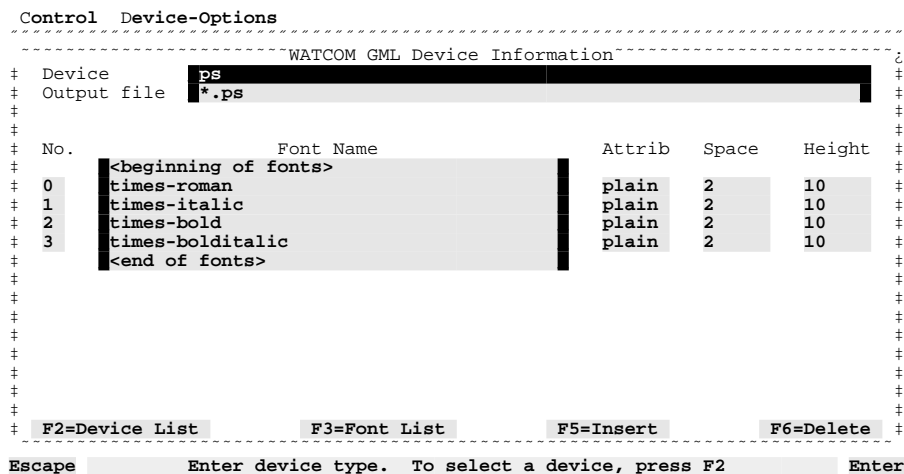 Control Device-Options
WATCOM GML Device Information
Device ps
Output file *.ps
No. Font Name Attrib Space Height
<beginning of fonts>
0 times-roman plain 2 10
1 times-italic plain 2 10
2 times-bold plain 2 10
3 times-bolditalic plain 2 10
<end of fonts>
F2=Device List F3=Font List F5=Insert F6=Delete
Escape Enter device type. To select a device, press F2 Enter